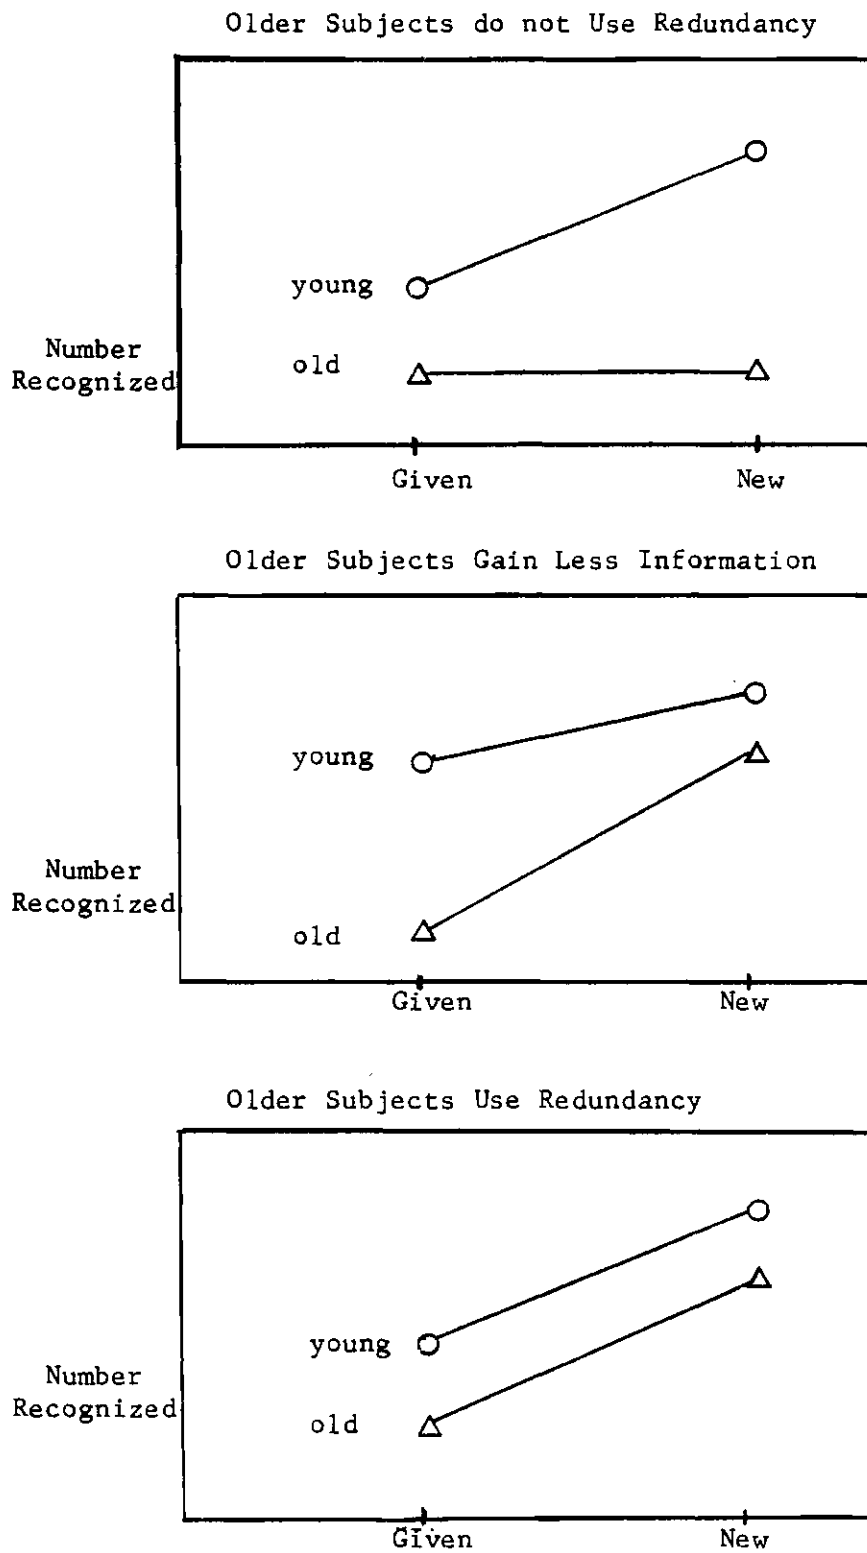 Older Subjects do not Use Redundancy
young
old
Number
Recognized
Given New
Older Subjects Gain Less Information
young
Number
Recognized
old
Given New
Older Subjects Use Redundancy
young
Number
Recognized
old
Given New